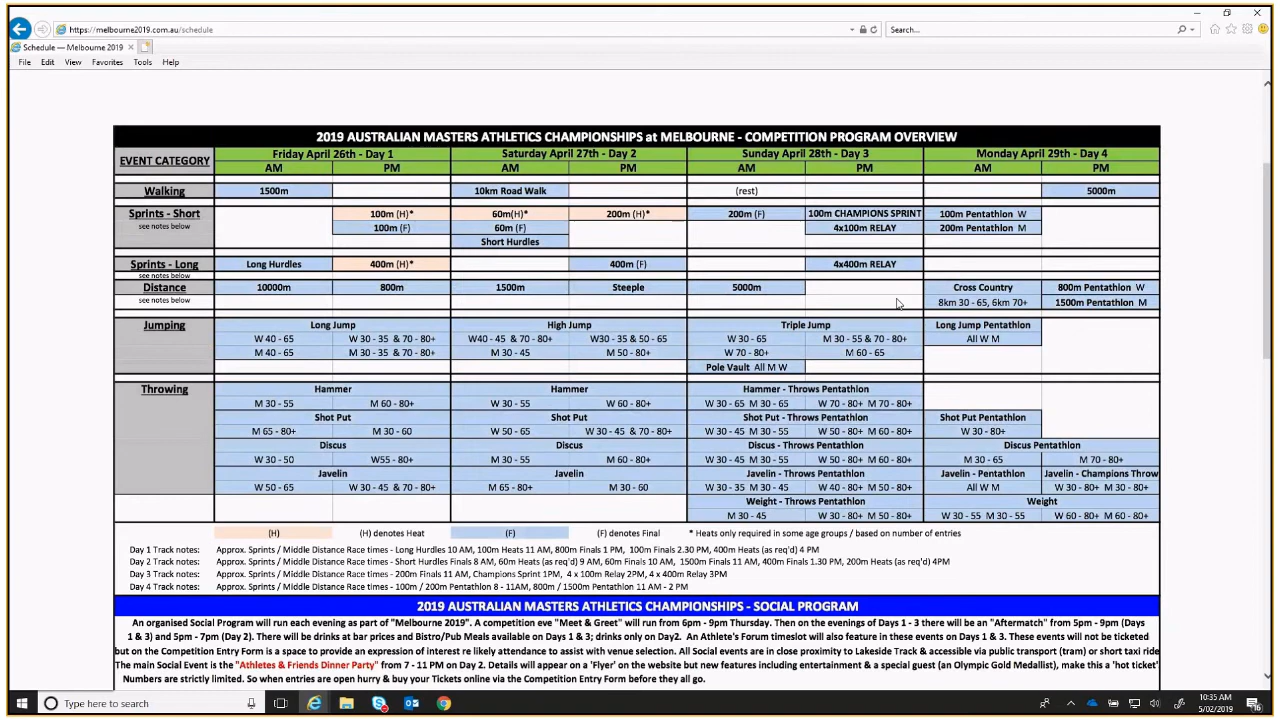 https://melbourne2019.com.au/schedule
Search...
Schedule — Melbourne 2019
File Edit View Favorites Tools Help
2019 AUSTRALIAN MASTERS ATHLETICS CHAMPIONSHIPS at MELBOURNE - COMPETITION PROGRAM OVERVIEW
EVENT CATEGORY Friday April 26th - Day 1 Saturday April 27th - Day 2 Sunday April 28th - Day 3 Monday April 29th - Day 4
AM PM AM PM AM PM AM PM
Walking 1500m 10km Road Walk (rest) 5000m
Sprints - Short 100m (H)* 60m(H)* 200m (H)* 200m (F) 100m CHAMPIONS SPRINT 100m Pentathlon W
see notes below 100m (F) 60m (F) 4x100m RELAY 200m Pentathlon M
Short Hurdles
Sprints - Long Long Hurdles 400m (H)* 400m (F) 4x400m RELAY
see notes below
Distance 10000m 800m 1500m Steeple 5000m Cross Country 800m Pentathlon W
see notes below 8km 30 - 65, 6km 70+ 1500m Pentathlon M
Jumping Long Jump High Jump Triple Jump Long Jump Pentathlon
W 40 - 65 W 30 - 35 & 70 - 80+ W40 - 45 & 70 - 80+ W30 - 35 & 50 - 65 W 30 - 65 M 30 - 55 & 70 - 80+ All W M
M 40 - 65 M 30 - 35 & 70 - 80+ M 30 - 45 M 50 - 80+ W 70 - 80+ M 60 - 65
Pole Vault All M W
Throwing Hammer Hammer Hammer - Throws Pentathlon
M 30 - 55 M 60 - 80+ W 30 - 55 W 60 - 80+ W 30 - 65 M 30 - 65 W 70 - 80+ M 70 - 80+
Shot Put Shot Put Shot Put - Throws Pentathlon Shot Put Pentathlon
M 65 - 80+ M 30 - 60 W 50 - 65 W 30 - 45 & 70 - 80+ W 30 - 45 M 30 - 55 W 50 - 80+ M 60 - 80+ W 30 - 80+
Discus Discus Discus - Throws Pentathlon Discus Pentathlon
W 30 - 50 W55 - 80+ M 30 - 55 M 60 - 80+ W 30 - 45 M 30 - 55 W 50 - 80+ M 60 - 80+ M 30 - 65 M 70 - 80+
Javelin Javelin Javelin - Throws Pentathlon Javelin - Pentathlon Javelin - Champions Throw
W 50 - 65 W 30 - 45 & 70 - 80+ M 65 - 80+ M 30 - 60 W 30 - 35 M 30 - 45 W 40 - 80+ M 50 - 80+ All W M W 30 - 80+ M 30 - 80+
Weight - Throws Pentathlon Weight
M 30 - 45 W 30 - 80+ M 50 - 80+ W 30 - 55 M 30 - 55 W 60 - 80+ M 60 - 80+
(H) (H) denotes Heat (F) (F) denotes Final * Heats only required in some age groups / based on number of entries
Day 1 Track notes: Approx. Sprints / Middle Distance Race times - Long Hurdles 10 AM, 100m Heats 11 AM, 800m Finals 1 PM, 100m Finals 2.30 PM, 400m Heats (as req'd) 4 PM
Day 2 Track notes: Approx. Sprints / Middle Distance Race times - Short Hurdles Finals 8 AM, 60m Heats (as req'd) 9 AM, 60m Finals 10 AM, 1500m Finals 11 AM, 400m Finals 1.30 PM, 200m Heats (as req'd) 4PM
Day 3 Track notes: Approx. Sprints / Middle Distance Race times - 200m Finals 11 AM, Champions Sprint 1PM, 4 x 100m Relay 2PM, 4 x 400m Relay 3PM
Day 4 Track notes: Approx. Sprints / Middle Distance Race times - 100m / 200m Pentathlon 8 - 11AM, 800m / 1500m Pentathlon 11 AM - 2 PM
2019 AUSTRALIAN MASTERS ATHLETICS CHAMPIONSHIPS - SOCIAL PROGRAM
An organised Social Program will run each evening as part of "Melbourne 2019". A competition eve "Meet & Greet" will run from 6pm - 9pm Thursday. Then on the evenings of Days 1 - 3 there will be an "Aftermatch" from 5pm - 9pm (Days
1 & 3) and 5pm - 7pm (Day 2). There will be drinks at bar prices and Bistro/Pub Meals available on Days 1 & 3; drinks only on Day2. An Athlete's Forum timeslot will also feature in these events on Days 1 & 3. These events will not be ticketed
but on the Competition Entry Form is a space to provide an expression of interest re likely attendance to assist with venue selection. All Social Events are in close proximity to Lakeside Track & accessible via public transport (tram) or short taxi ride
The main Social Event is the "Athletes & Friends Dinner Party" from 7 - 11 PM on Day 2. Details will appear on a 'Flyer' on the website but new features including entertainment & a special guest (an Olympic Gold Medallist), make this a 'hot ticket'
Numbers are strictly limited. So when entries are open hurry & buy your Tickets online via the Competition Entry Form before they all go.
Type here to search
10:35 AM
5/02/2019
16